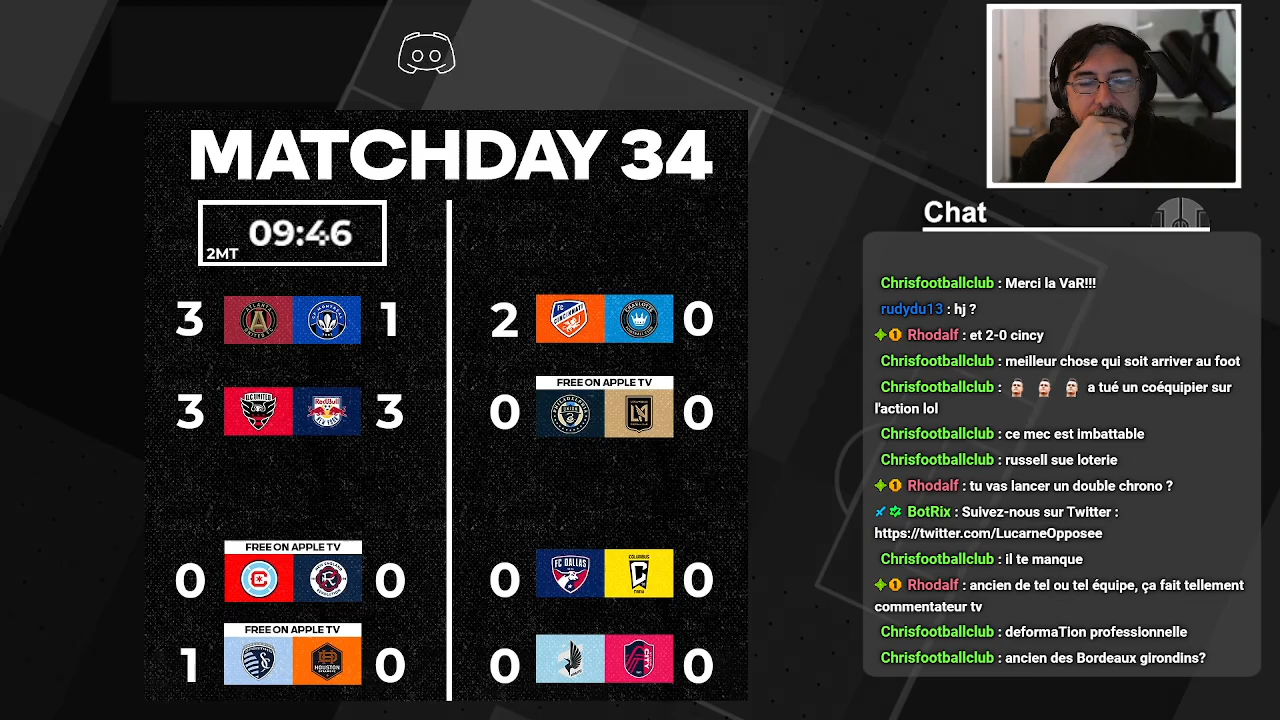 MATCHDAY 34
09:46
2MT
3 1
2 0
3 3
FREE ON APPLE TV
0 0
FREE ON APPLE TV
0 0
0 0
FREE ON APPLE TV
1 0
0 0
Chat
Chrisfootballclub : Merci la VaR!!!
rudydu13 : hj ?
Rhodalf : et 2-0 cincy
Chrisfootballclub : meilleur chose qui soit arriver au foot
Chrisfootballclub : a tué un coéquipier sur
l'action lol
Chrisfootballclub : ce mec est imbattable
Chrisfootballclub : russell sue loterie
Rhodalf : tu vas lancer un double chrono ?
BotRix : Suivez-nous sur Twitter :
https://twitter.com/LucarneOpposee
Chrisfootballclub : il te manque
Rhodalf : ancien de tel ou tel équipe, ça fait tellement
commentateur tv
Chrisfootballclub : deformaTion professionnelle
Chrisfootballclub : ancien des Bordeaux girondins?